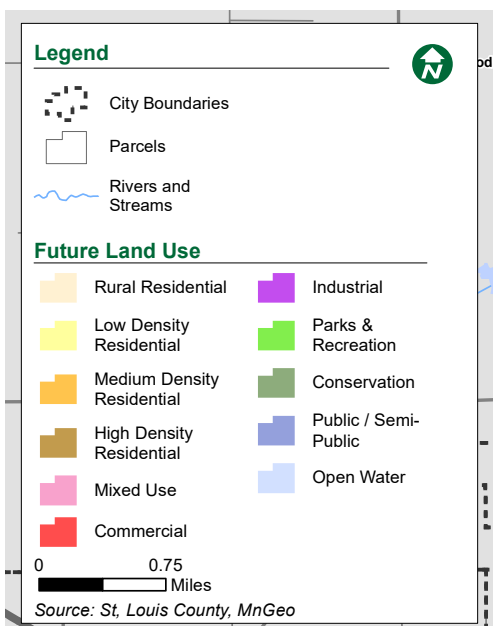 Legend
N
od
City Boundaries
Parcels
Rivers and
Streams
Future Land Use
Rural Residential
Low Density
Residential
Medium Density
Residential
High Density
Residential
Mixed Use
Commercial
Industrial
Parks &
Recreation
Conservation
Public / Semi-
Public
Open Water
0 0.75
Miles
Source: St, Louis County, MnGeo